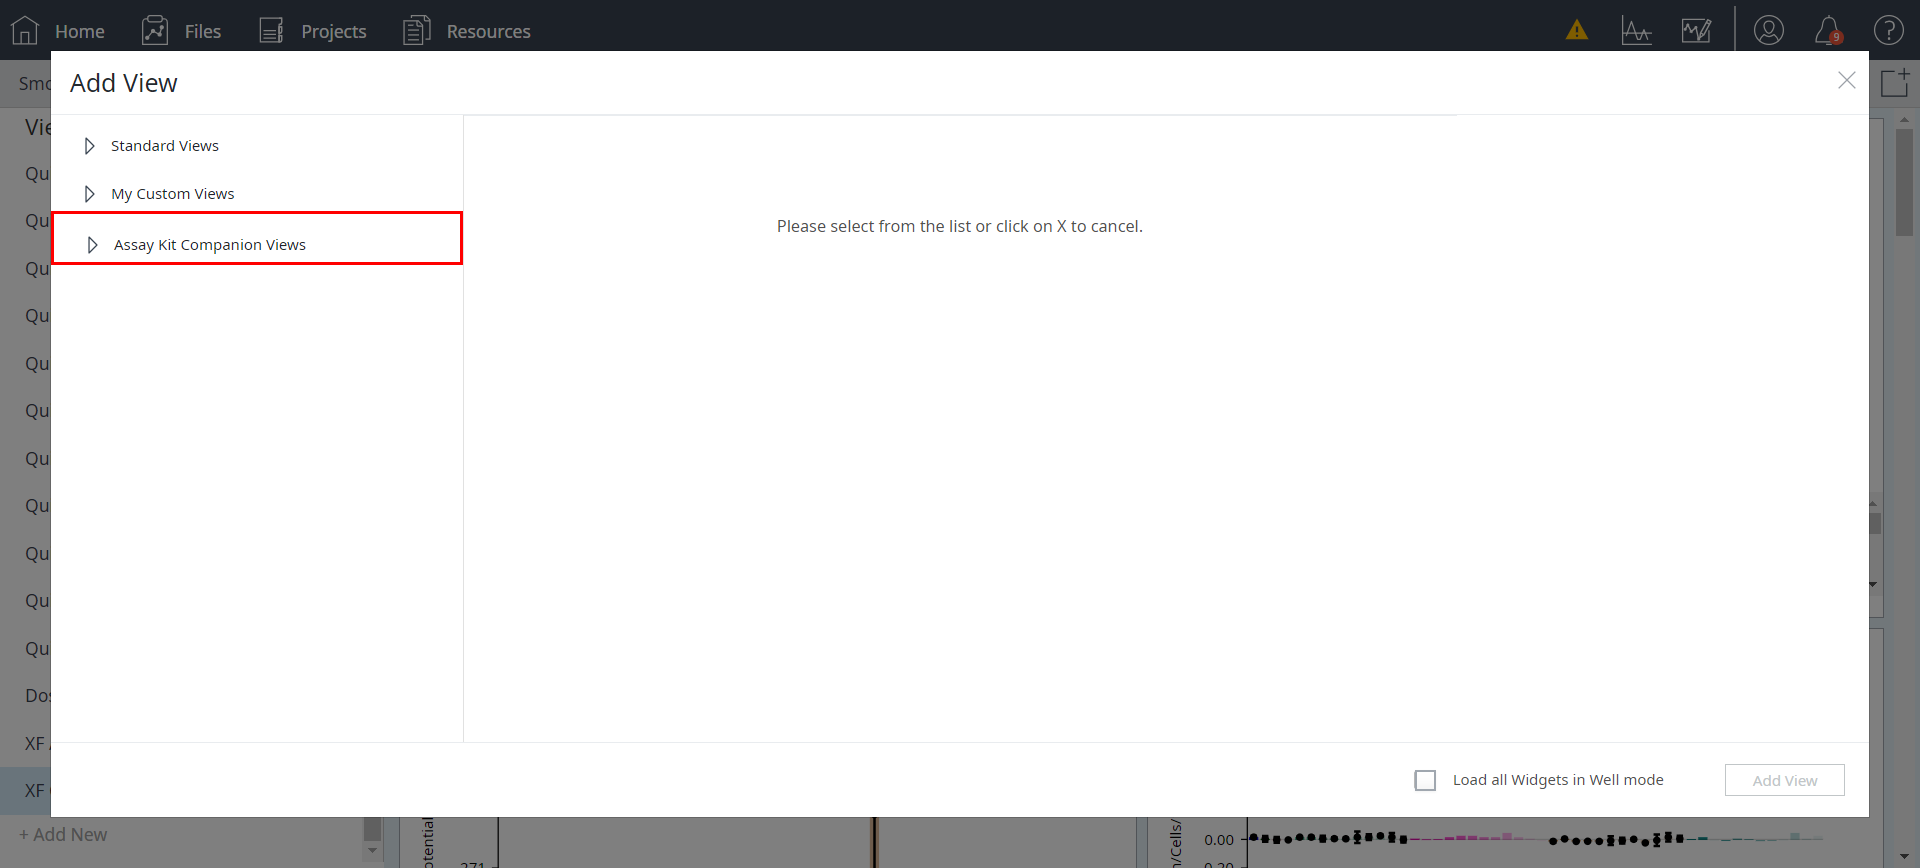 Home
Files
Projects
Resources
9
Smo
Add View
Vie
Standard Views
My Custom Views
Assay Kit Companion Views
Please select from the list or click on X to cancel.
Qu
Qu
Qu
Qu
Qu
Qu
Qu
Qu
Qu
Qu
Qu
Dos
XF
XF
Load all Widgets in Well mode
Add View
+ Add New
otential
271
n/Cells/
0.00
0.20